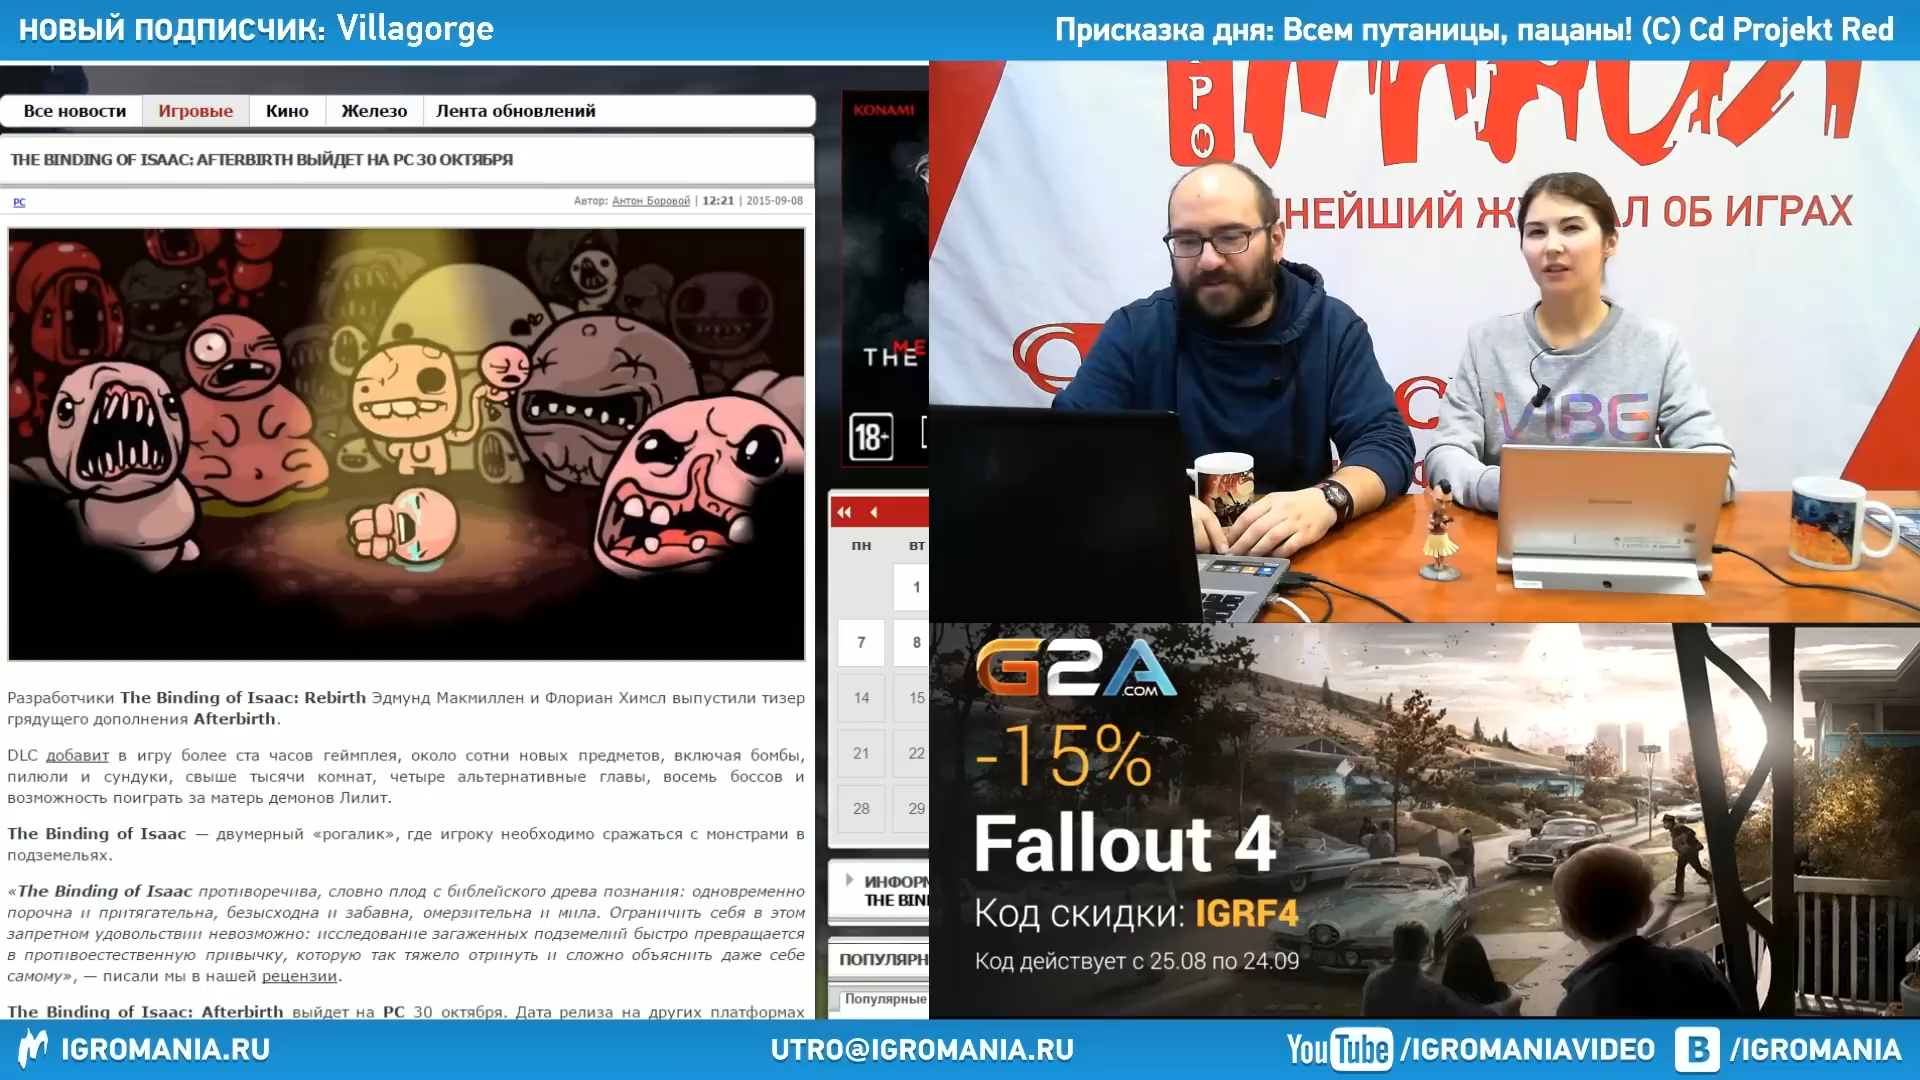 НОВЫЙ ПОДПИСЧИК: Villagorge
Присказка дня: Всем путаницы, пацаны! (С) Cd Projekt Red
Все новости Игровые Кино Железо Лента обновлений
THE BINDING OF ISAAC: AFTERBIRTH ВЫЙДЕТ НА PC 30 ОКТЯБРЯ
PC
Автор: Антон Боровой | 12:21 | 2015-09-08
Разработчики The Binding of Isaac: Rebirth Эдмунд Макмиллен и Флориан Химсл выпустили тизер
грядущего дополнения Afterbirth.
DLC добавит в игру более ста часов геймплея, около сотни новых предметов, включая бомбы,
пилюли и сундуки, свыше тысячи комнат, четыре альтернативные главы, восемь боссов и
возможность поиграть за матерь демонов Лилит.
The Binding of Isaac — двумерный «рогалик», где игроку необходимо сражаться с монстрами в
подземельях.
«The Binding of Isaac противоречива, словно плод с библейского древа познания: одновременно
порочна и притягательна, безысходна и забавна, омерзительна и мила. Ограничить себя в этом
запретном удовольствии невозможно: исследование загаженных подземелий быстро превращается
в противоестественную привычку, которую так тяжело отринуть и сложно объяснить даже себе
самому», — писали мы в нашей рецензии.
The Binding of Isaac: Afterbirth выйдет на PC 30 октября. Дата релиза на других платформах
KONAMI
ME
THE
18+
ПН ВТ
1
7 8
14 15
21 22
28 29
ИНФОРМ
THE BIN
ПОПУЛЯРН
Популярные
НЕЙШИЙ Ж АЛ ОБ ИГРАХ
VIBE
G2A
.COM
-15%
Fallout 4
Код скидки: IGRF4
Код действует с 25.08 по 24.09
IGROMANIA.RU
UTRO@IGROMANIA.RU
YouTube /IGROMANIAVIDEO
B /IGROMANIA